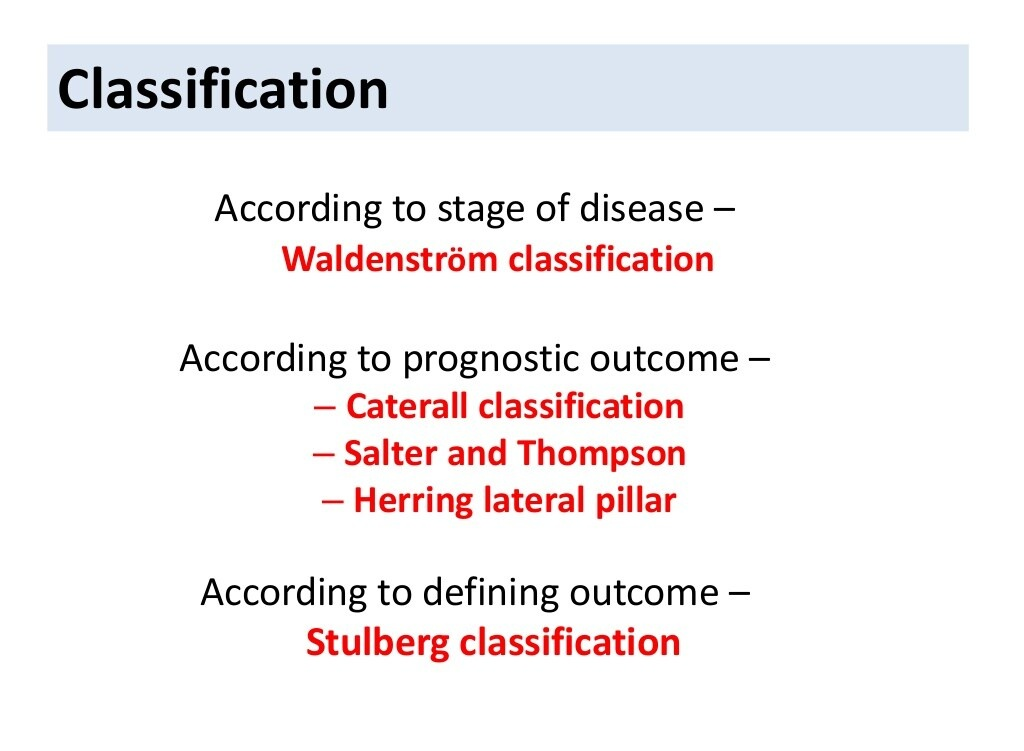 Classification
According to stage of disease –
Waldenström classification
According to prognostic outcome –
– Caterall classification
– Salter and Thompson
– Herring lateral pillar
According to defining outcome –
Stulberg classification